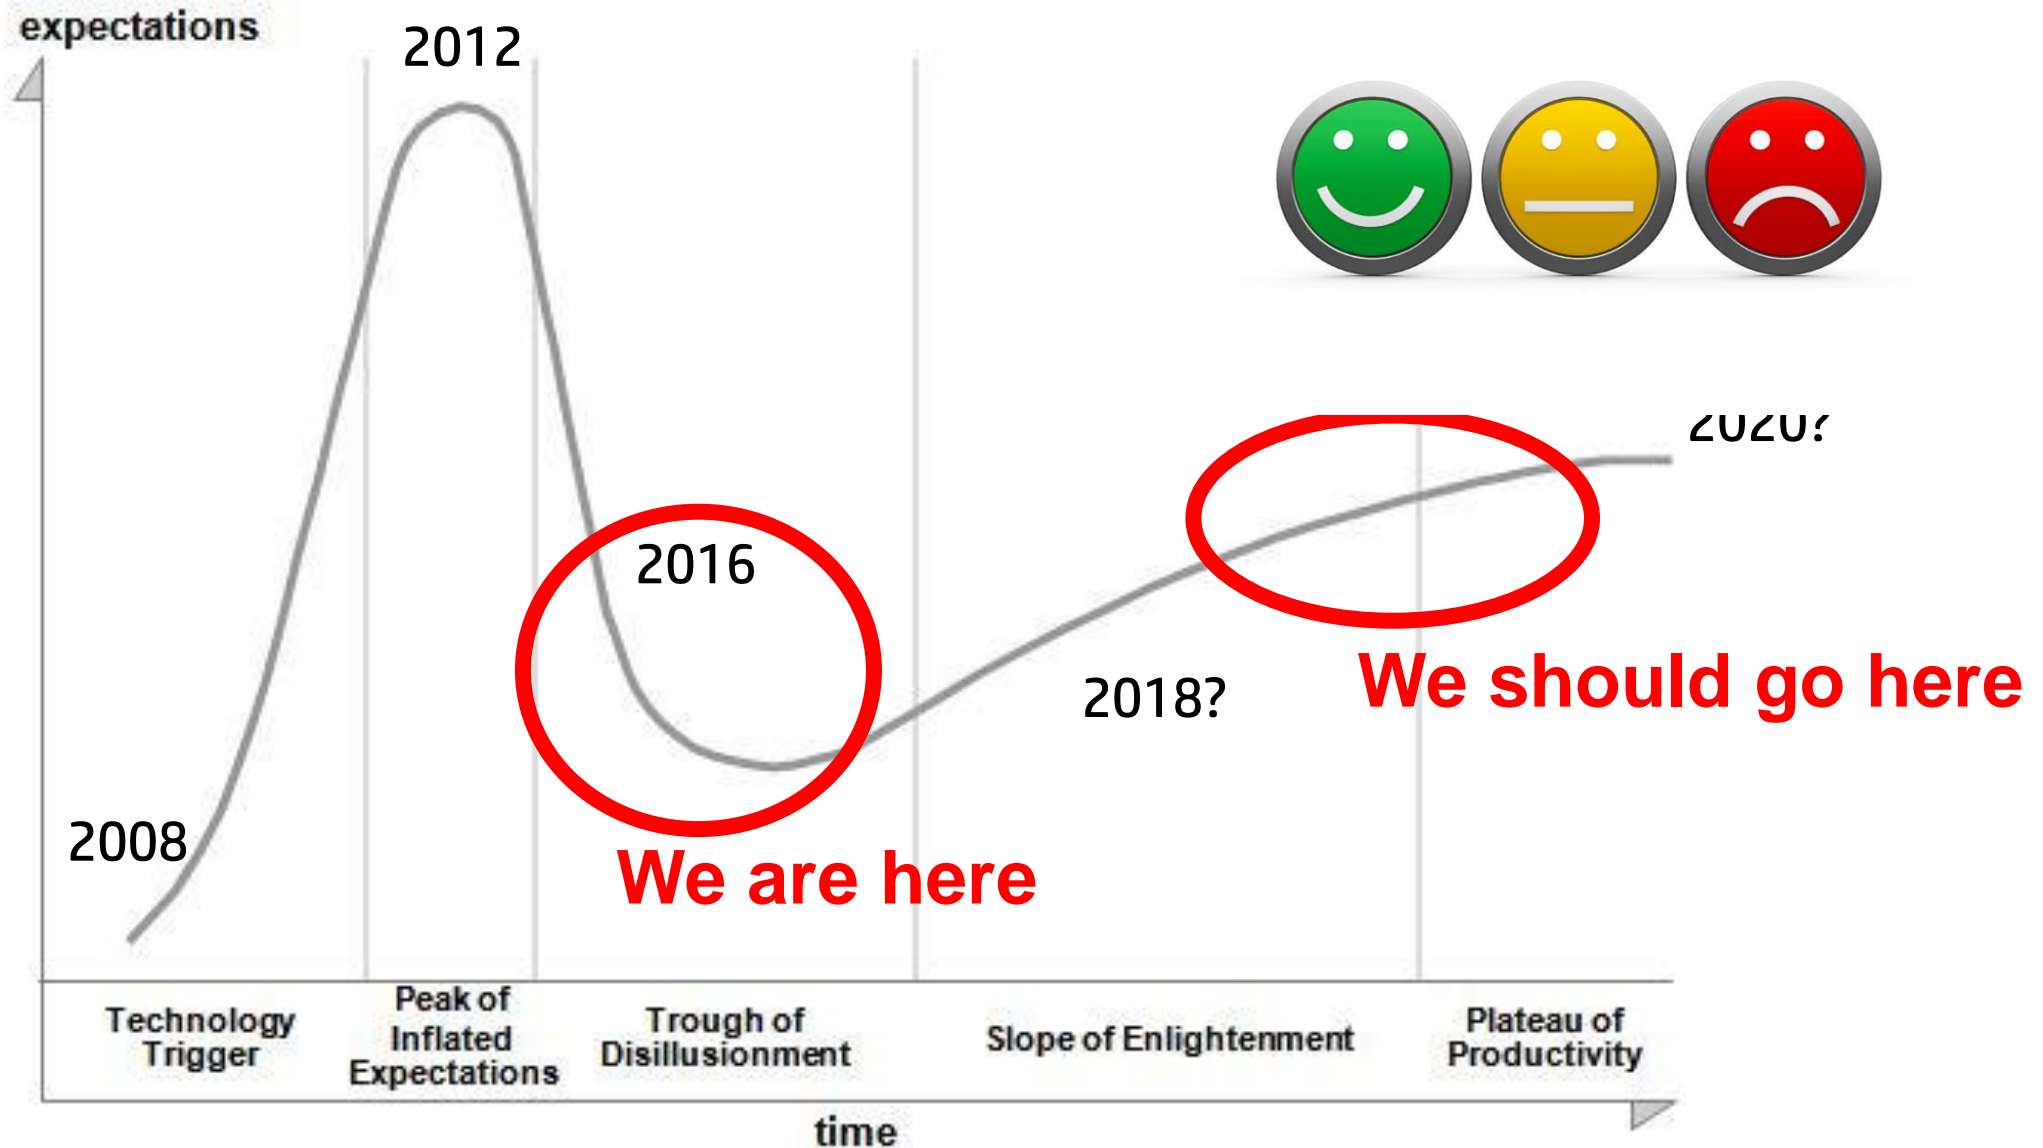 expectations
2012
2020?
2016
2018?
We should go here
2008
We are here
Technology
Trigger
Peak of
Inflated
Expectations
Trough of
Disillusionment
Slope of Enlightenment
Plateau of
Productivity
time